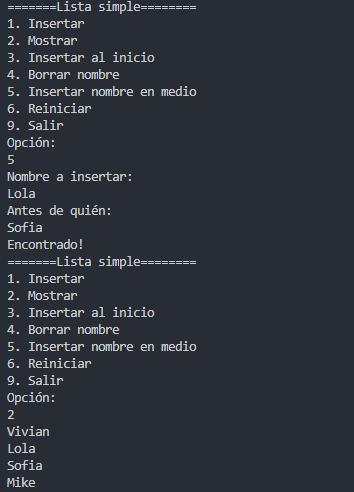 =======Lista simple========
1. Insertar
2. Mostrar
3. Insertar al inicio
4. Borrar nombre
5. Insertar nombre en medio
6. Reiniciar
9. Salir
Opción:
5
Nombre a insertar:
Lola
Antes de quién:
Sofia
Encontrado!
=======Lista simple========
1. Insertar
2. Mostrar
3. Insertar al inicio
4. Borrar nombre
5. Insertar nombre en medio
6. Reiniciar
9. Salir
Opción:
2
Vivian
Lola
Sofia
Mike